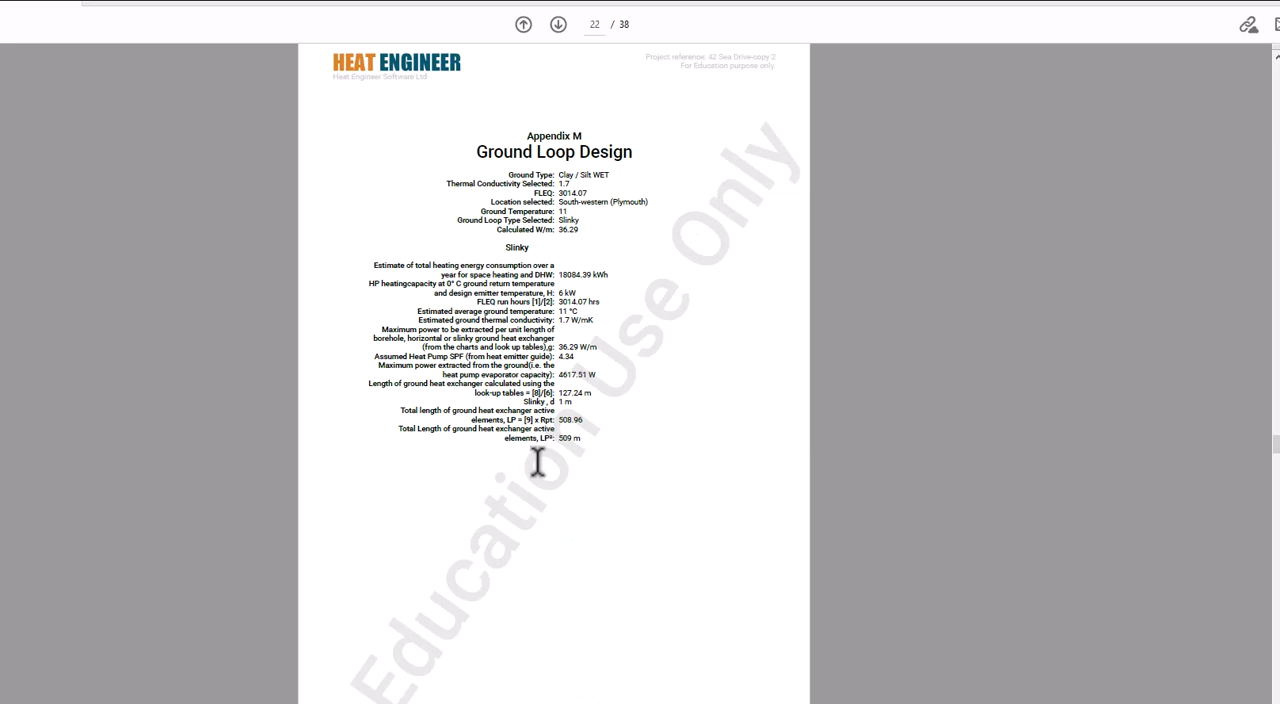 22 / 38
HEAT ENGINEER
Heat Engineer Software Ltd
Project reference: 42 Sea Drive-copy 2
For Education purpose only.
Appendix M
Ground Loop Design
Ground Type: Clay / Silt WET
Thermal Conductivity Selected: 1.7
FLEQ: 3014.07
Location selected: South-western (Plymouth)
Ground Temperature: 11
Ground Loop Type Selected: Slinky
Calculated W/m: 36.29
Slinky
Estimate of total heating energy consumption over a
year for space heating and DHW: 18084.39 kWh
HP heatingcapacity at 0° C ground return temperature
and design emitter temperature, H: 6 kW
FLEQ run hours [1]/[2]: 3014.07 hrs
Estimated average ground temperature: 11 °C
Estimated ground thermal conductivity: 1.7 W/mK
Maximum power to be extracted per unit length of
borehole, horizontal or slinky ground heat exchanger
(from the charts and look up tables),g: 36.29 W/m
Assumed Heat Pump SPF (from heat emitter guide): 4.34
Maximum power extracted from the ground(i.e. the
heat pump evaporator capacity): 4617.51 W
Length of ground heat exchanger calculated using the
look-up tables = [8]/[6]: 127.24 m
Slinky , d 1 m
Total length of ground heat exchanger active
elements, LP = [9] x Rpt: 508.96
Total Length of ground heat exchanger active
elements, LP²: 509 m
Education Use Only